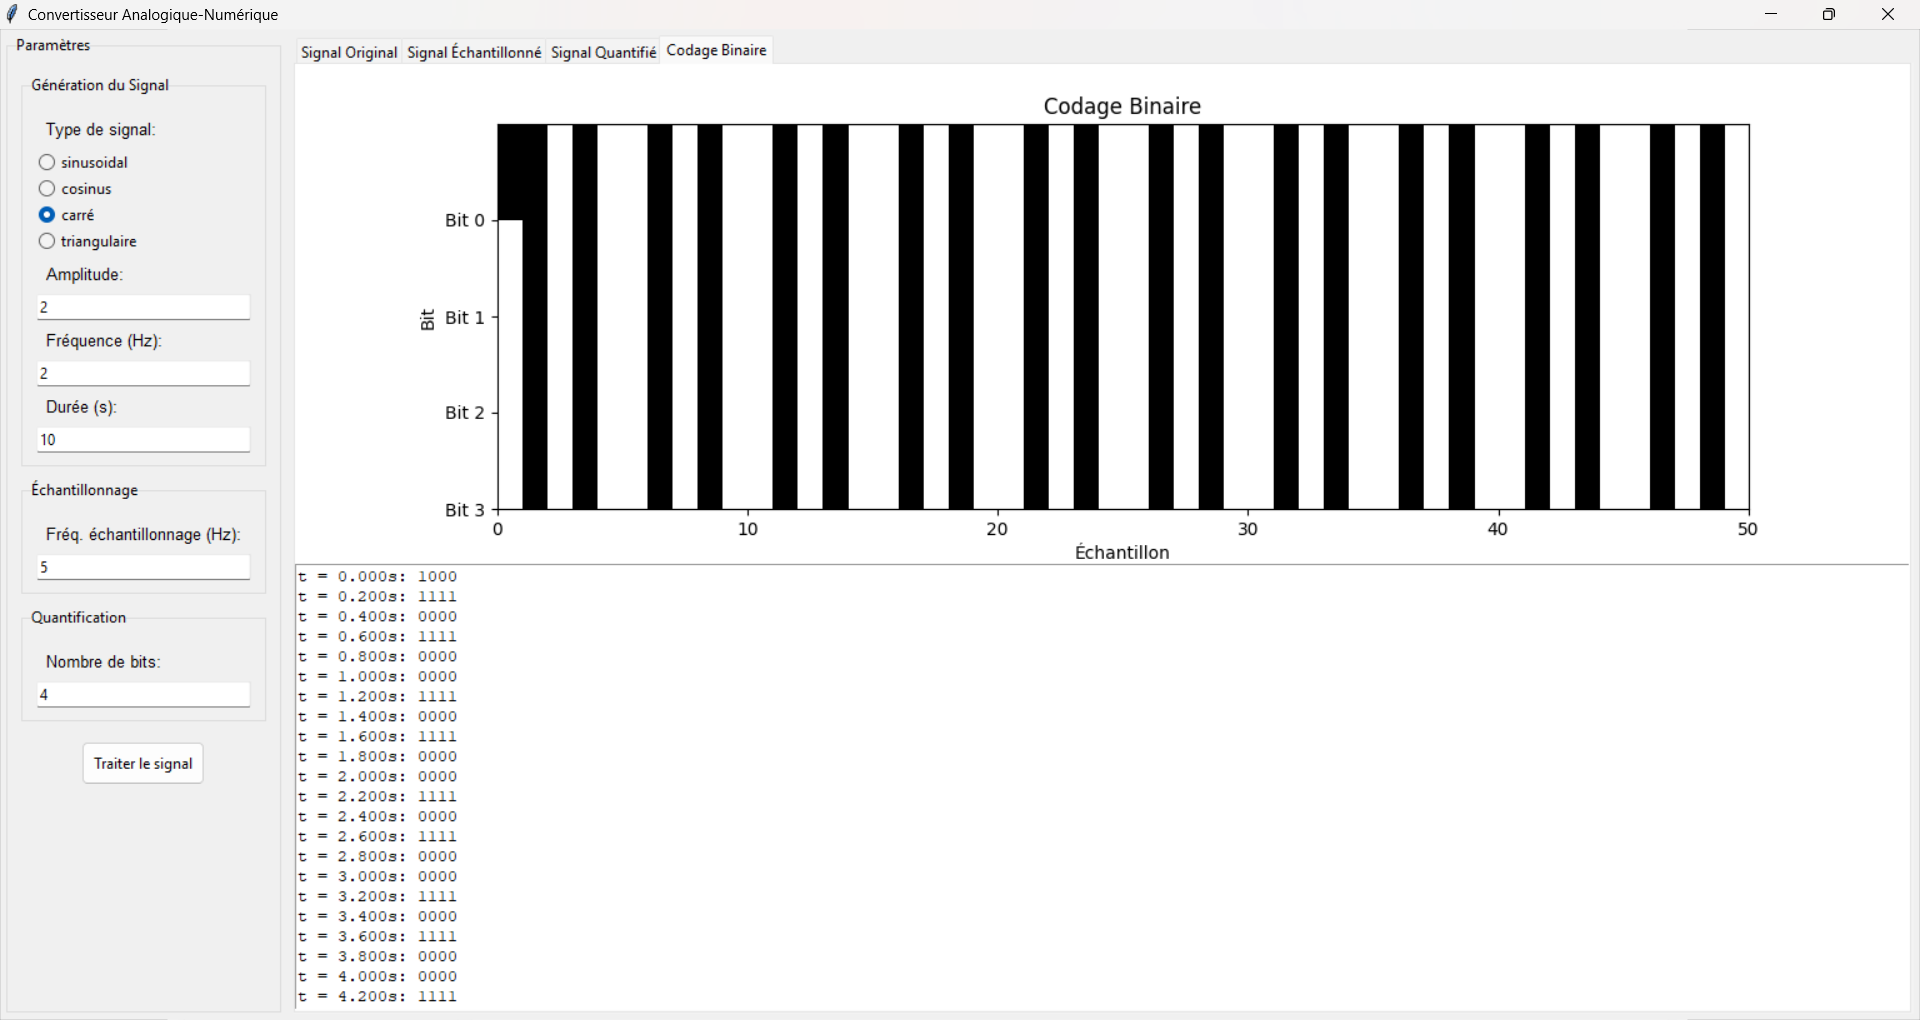 Convertisseur Analogique-Numérique
Paramètres
Génération du Signal
Type de signal:
sinusoidal
cosinus
carré
triangulaire
Amplitude:
2
Fréquence (Hz):
2
Durée (s):
10
Échantillonnage
Fréq. échantillonnage (Hz):
5
Quantification
Nombre de bits:
4
Traiter le signal
Signal Original Signal Échantillonné Signal Quantifié Codage Binaire
Codage Binaire
Bit
Bit 0
Bit 1
Bit 2
Bit 3
0 10 20 30 40 50
Échantillon
t = 0.000s: 1000
t = 0.200s: 1111
t = 0.400s: 0000
t = 0.600s: 1111
t = 0.800s: 0000
t = 1.000s: 0000
t = 1.200s: 1111
t = 1.400s: 0000
t = 1.600s: 1111
t = 1.800s: 0000
t = 2.000s: 0000
t = 2.200s: 1111
t = 2.400s: 0000
t = 2.600s: 1111
t = 2.800s: 0000
t = 3.000s: 0000
t = 3.200s: 1111
t = 3.400s: 0000
t = 3.600s: 1111
t = 3.800s: 0000
t = 4.000s: 0000
t = 4.200s: 1111